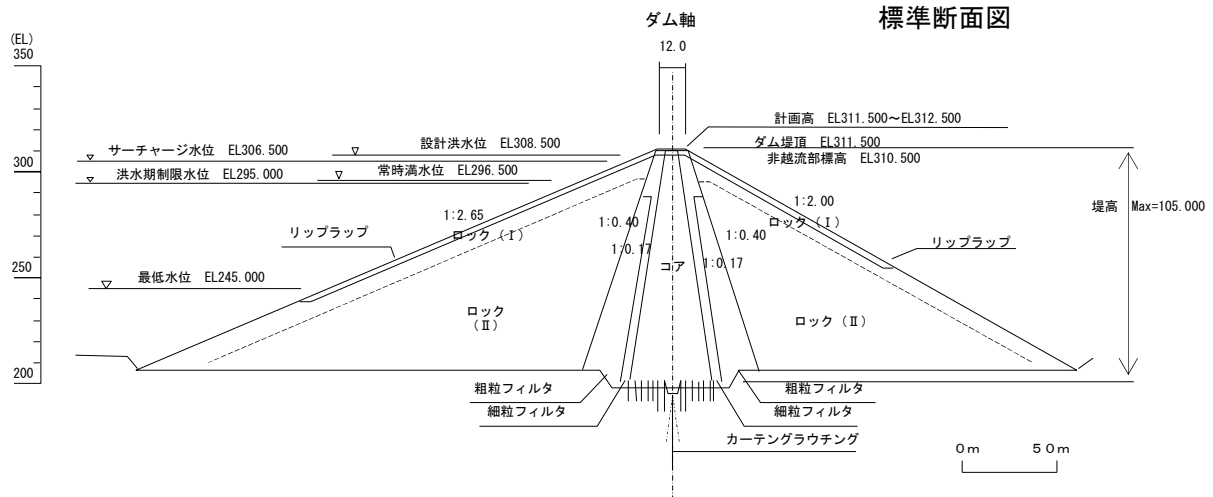 標準断面図
ダム軸
12.0
(EL)
350
300
250
200
計画高 EL311.500～EL312.500
ダム堤頂 EL311.500
非越流部標高 EL310.500
設計洪水位 EL308.500
サーチャージ水位 EL306.500
常時満水位 EL296.500
洪水期制限水位 EL295.000
最低水位 EL245.000
堤高 Max=105.000
1:2.65
1:2.00
リップラップ
ロック（Ⅰ）
1:0.40
1:0.17
コア
1:0.40
1:0.17
ロック（Ⅰ）
リップラップ
ロック
（Ⅱ）
ロック（Ⅱ）
粗粒フィルタ
細粒フィルタ
粗粒フィルタ
細粒フィルタ
カーテングラウチング
0m 50m